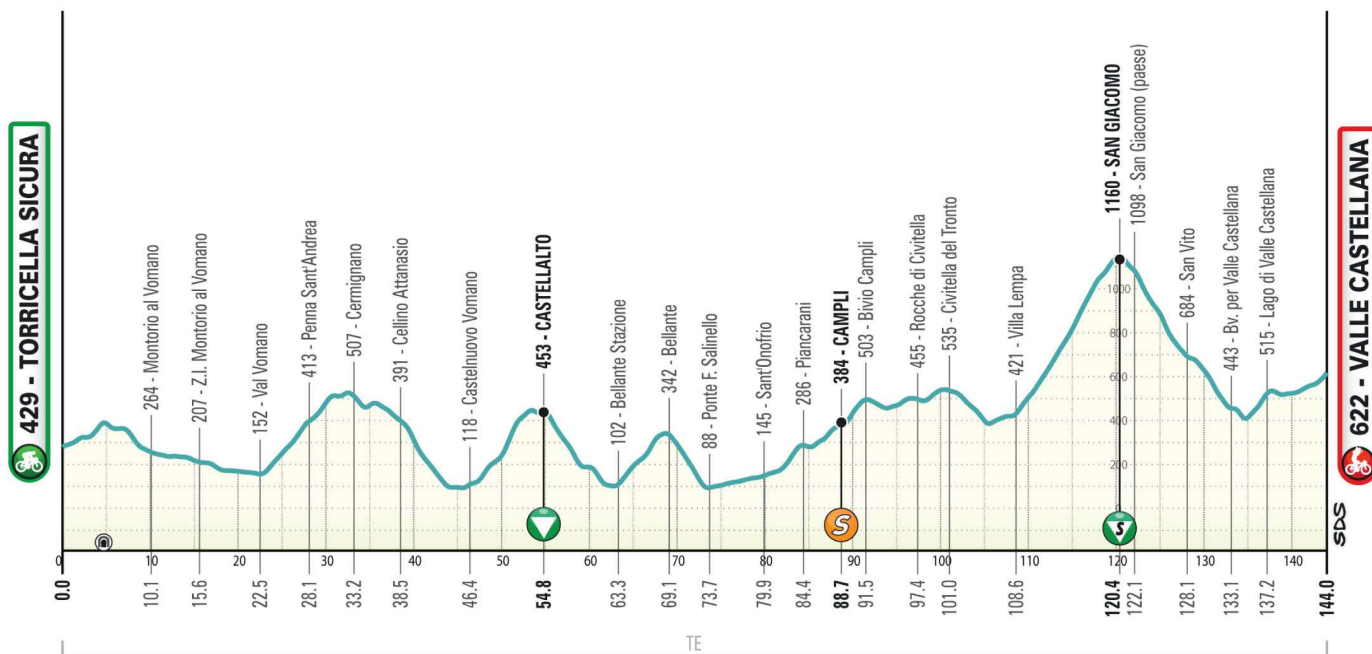 429 - TORRICELLA SICURA
264 - Montorio al Vomano
207 - Z.I. Montorio al Vomano
152 - Val Vomano
413 - Penna Sant'Andrea
507 - Cermignano
391 - Cellino Attanasio
118 - Castelnuovo Vomano
453 - CASTELLALTO
102 - Bellante Stazione
342 - Bellante
88 - Ponte F. Salinello
145 - Sant'Onofrio
286 - Piancarani
384 - CAMPLI
503 - Bivio Campli
455 - Rocche di Civitella
535 - Civitella del Tronto
421 - Villa Lempa
1160 - SAN GIACOMO
1098 - San Giacomo (paese)
684 - San Vito
443 - Bv. per Valle Castellana
515 - Lago di Valle Castellana
622 - VALLE CASTELLANA
1000
800
600
400
200
S
S
SDS
0 10 20 30 40 50 60 70 80 90 100 110 120 130 140
0.0 10.1 15.6 22.5 28.1 33.2 38.5 46.4 54.8 63.3 69.1 73.7 79.9 84.4 88.7 91.5 97.4 101.0 108.6 120.4 122.1 128.1 133.1 137.2 144.0
TE